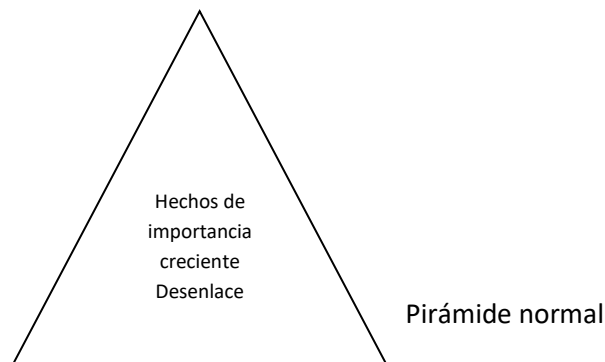 Hechos de
importancia
creciente
Desenlace
Pirámide normal